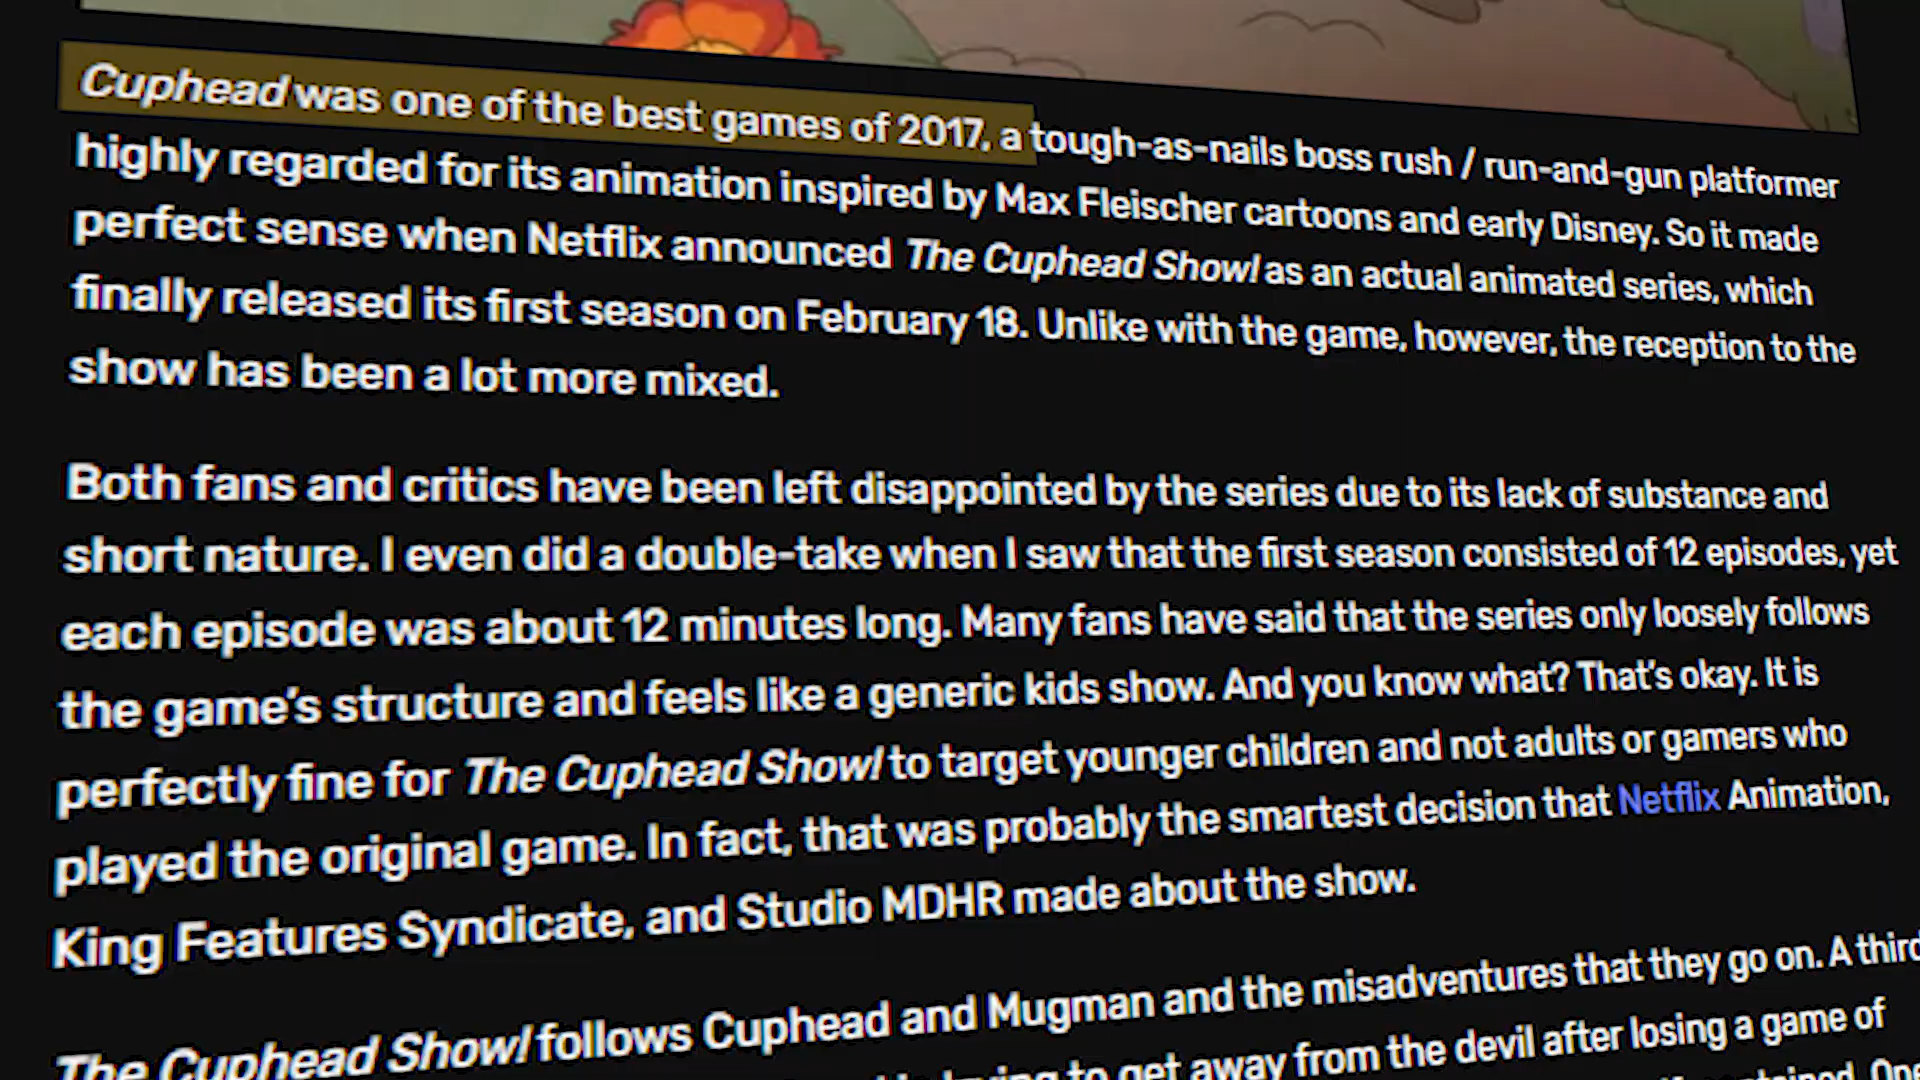 Cuphead was one of the best games of 2017, a tough-as-nails boss rush / run-and-gun platformer
highly regarded for its animation inspired by Max Fleischer cartoons and early Disney. So it made
perfect sense when Netflix announced The Cuphead Show! as an actual animated series, which
finally released its first season on February 18. Unlike with the game, however, the reception to the
show has been a lot more mixed.
Both fans and critics have been left disappointed by the series due to its lack of substance and
short nature. I even did a double-take when I saw that the first season consisted of 12 episodes, yet
each episode was about 12 minutes long. Many fans have said that the series only loosely follows
the game's structure and feels like a generic kids show. And you know what? That's okay. It is
perfectly fine for The Cuphead Show! to target younger children and not adults or gamers who
played the original game. In fact, that was probably the smartest decision that Netflix Animation,
King Features Syndicate, and Studio MDHR made about the show.
The Cuphead Show! follows Cuphead and Mugman and the misadventures that they go on. A third
to get away from the devil after losing a game of